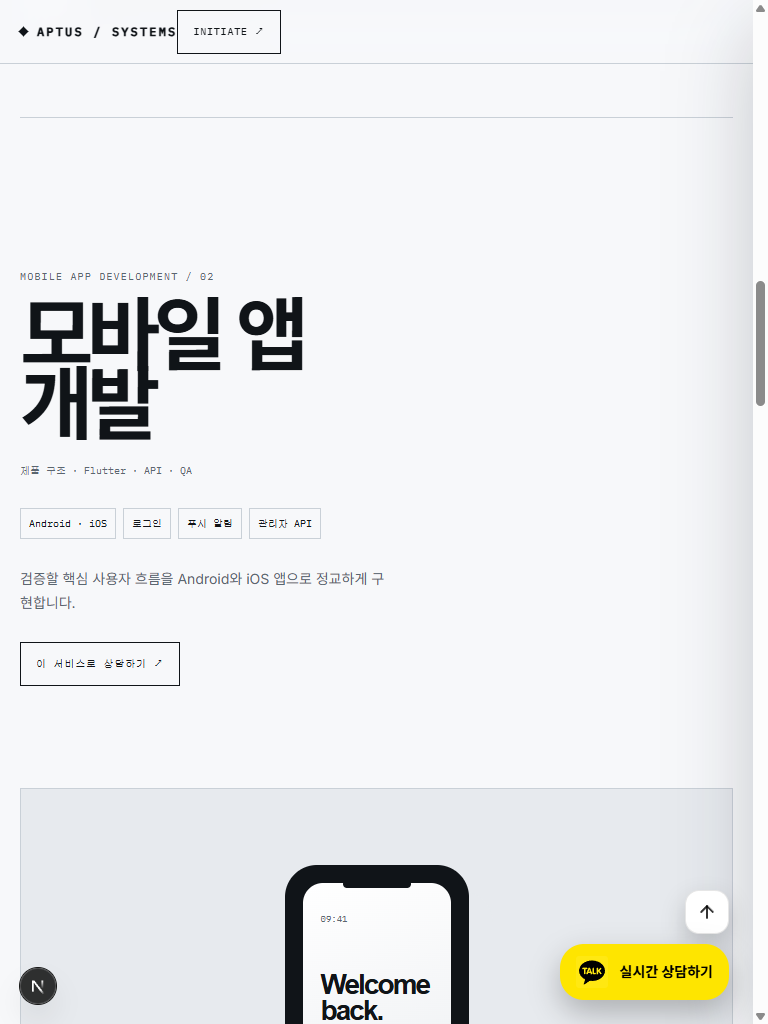 ◆ APTUS / SYSTEMS
INITIATE ↗
MOBILE APP DEVELOPMENT / 02
모바일 앱
개발
제품 구조 · Flutter · API · QA
Android · iOS
로그인
푸시 알림
관리자 API
검증할 핵심 사용자 흐름을 Android와 iOS 앱으로 정교하게 구
현합니다.
이 서비스로 상담하기 ↗
09:41
Welcome
back.
TALK
실시간 상담하기
N